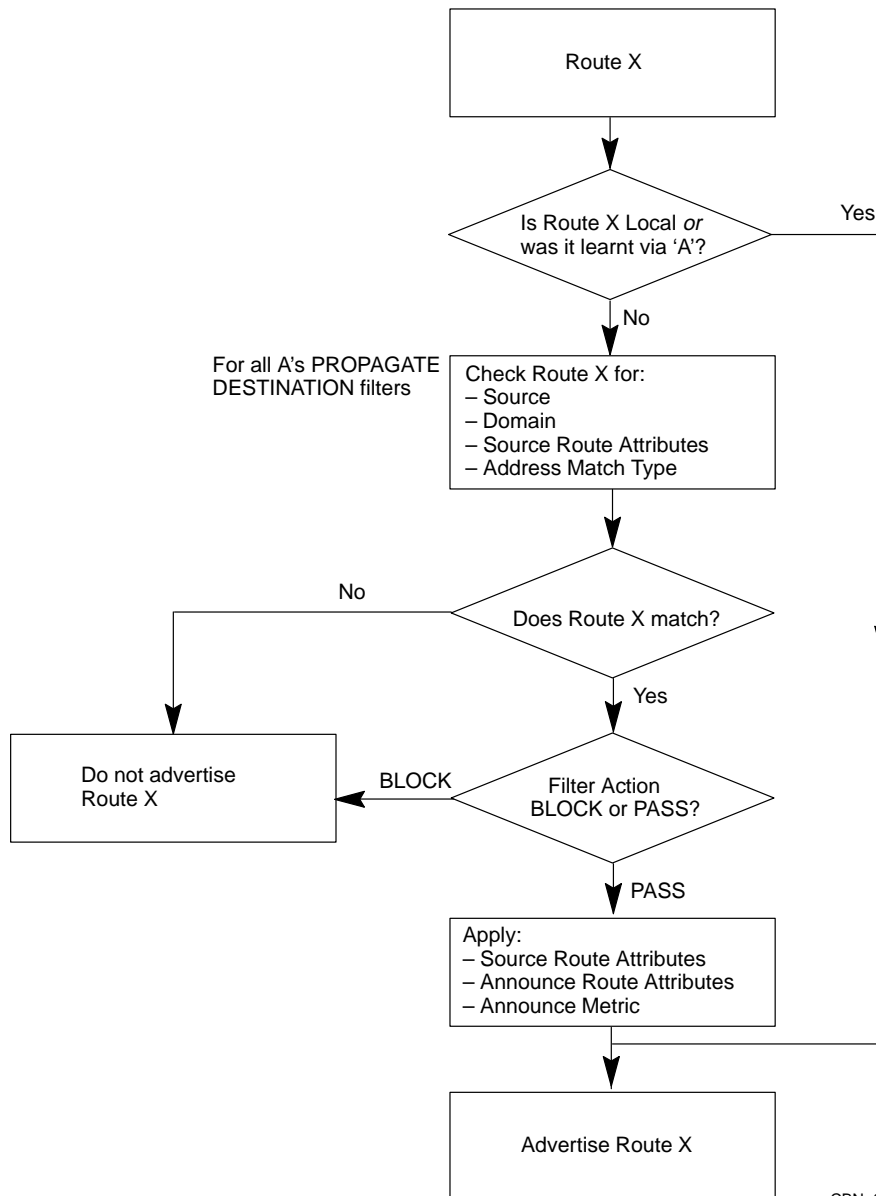 Route X
Is Route X Local or
was it learnt via ‘A’?
Yes
No
For all A’s PROPAGATE
DESTINATION filters
Check Route X for:
– Source
– Domain
– Source Route Attributes
– Address Match Type
No
Does Route X match?
Yes
Do not advertise
Route X
BLOCK
Filter Action
BLOCK or PASS?
PASS
Apply:
– Source Route Attributes
– Announce Route Attributes
– Announce Metric
Advertise Route X